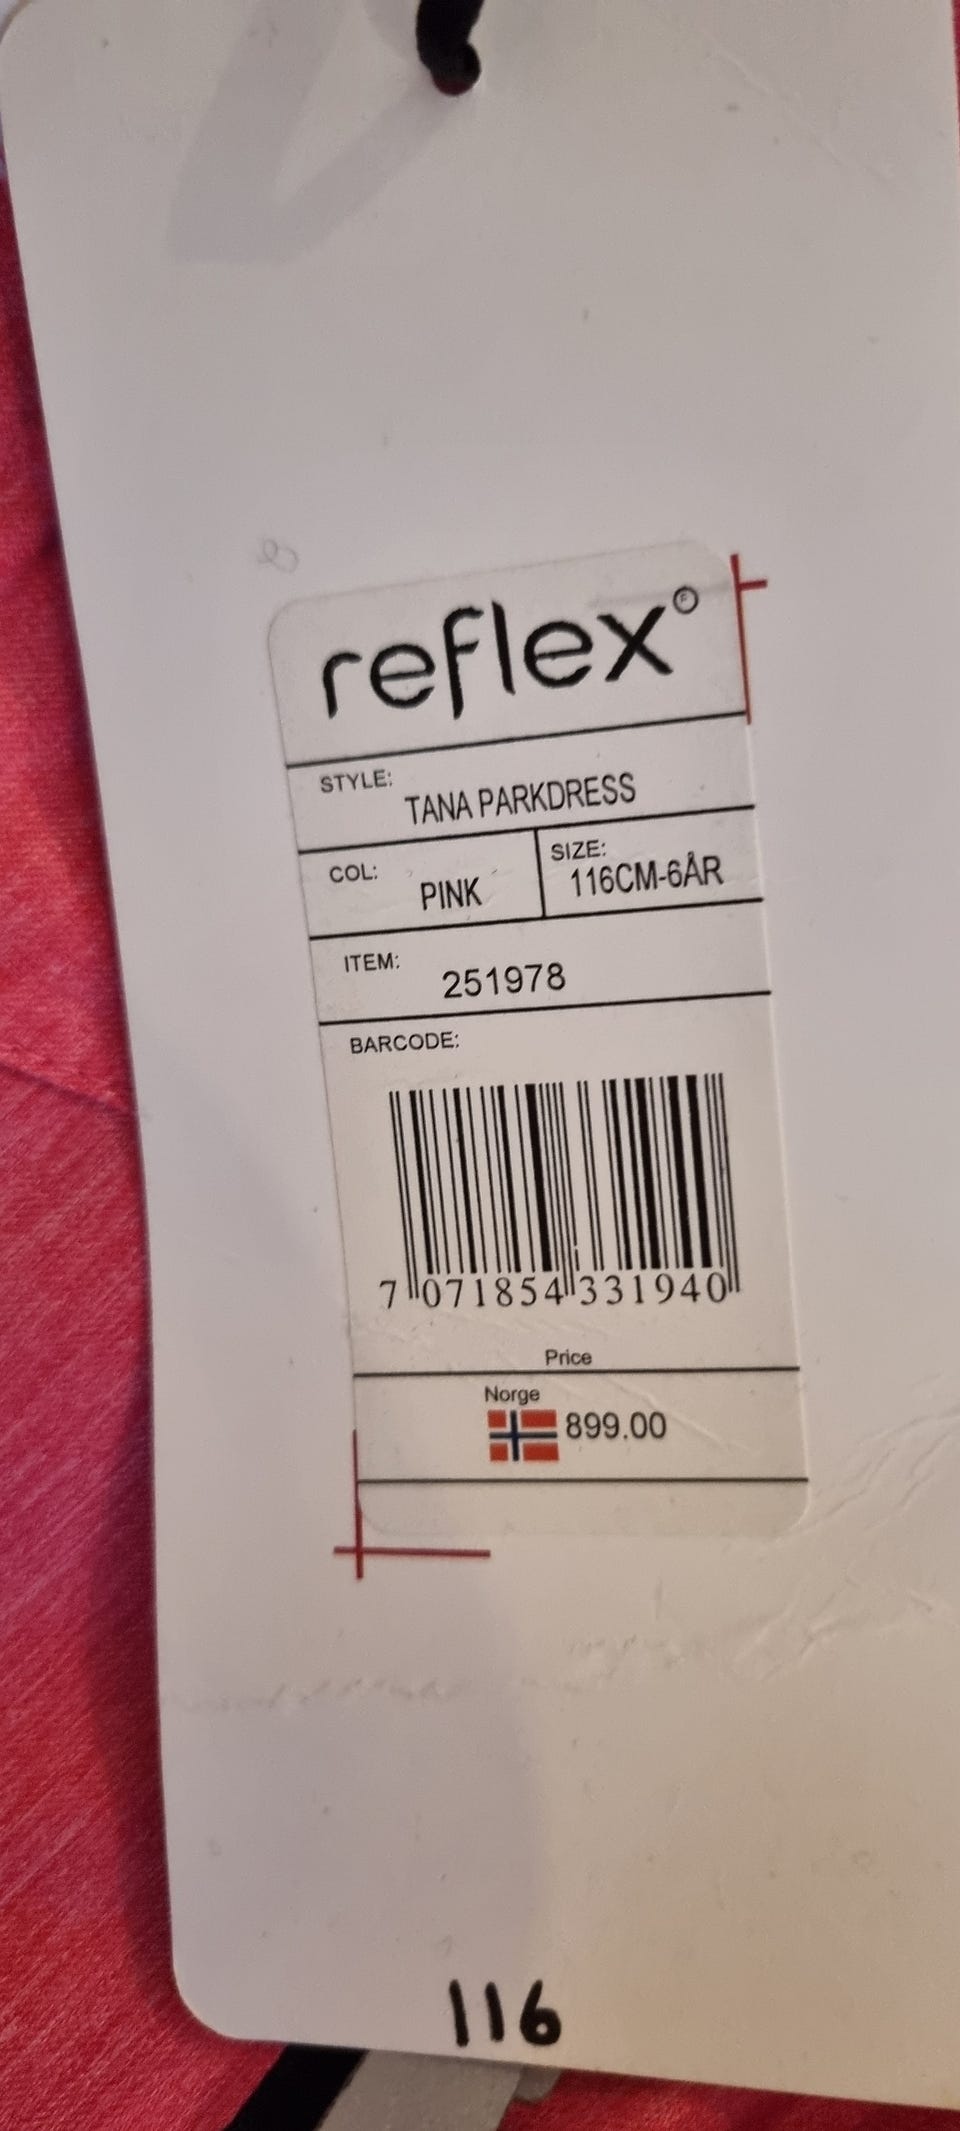 reflex®
STYLE: TANA PARKDRESS
COL: PINK SIZE: 116CM-6ÅR
ITEM: 251978
BARCODE:
7 071854 331940
Price
Norge
899.00
116